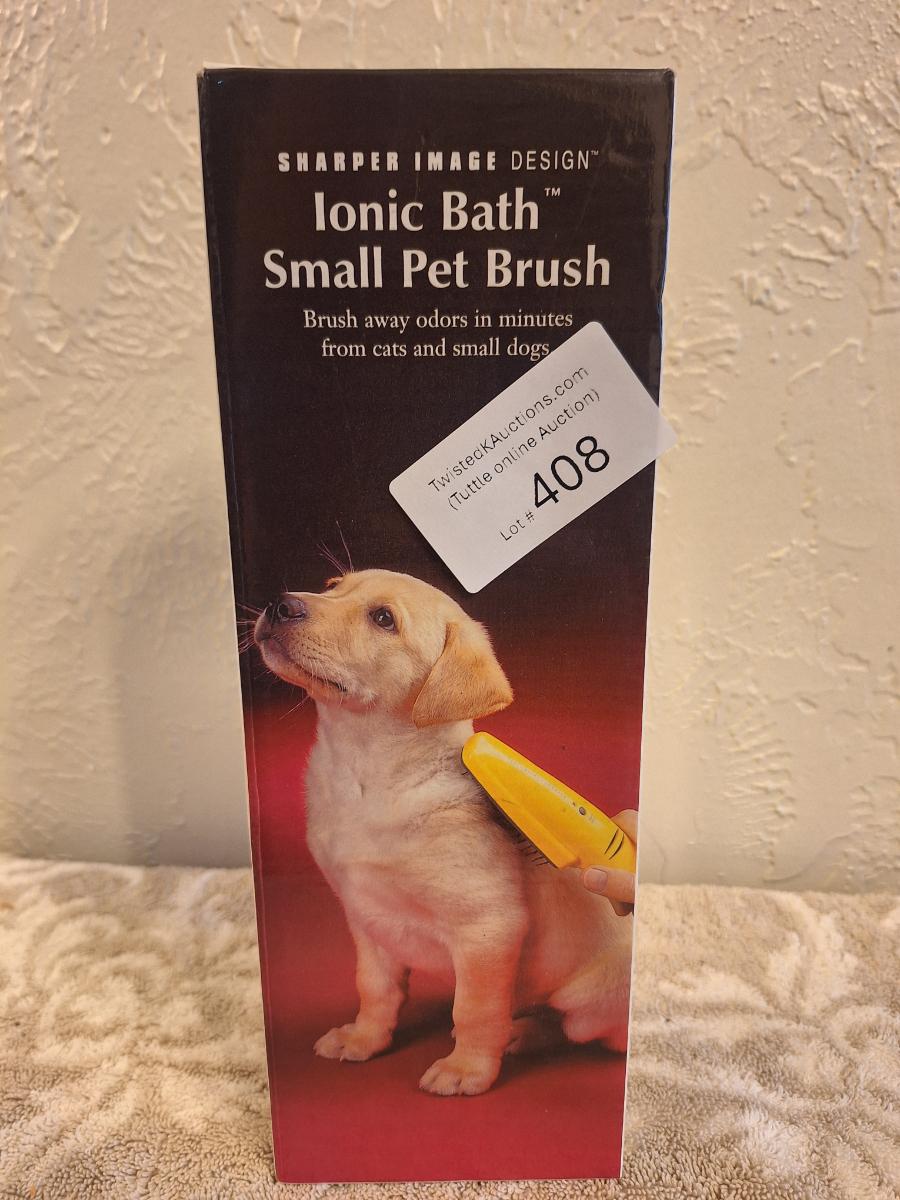 SHARPER IMAGE DESIGN™
Ionic Bath™
Small Pet Brush
Brush away odors in minutes
from cats and small dogs
TwistedKAuctions.com
(Tuttle online Auction)
Lot # 408